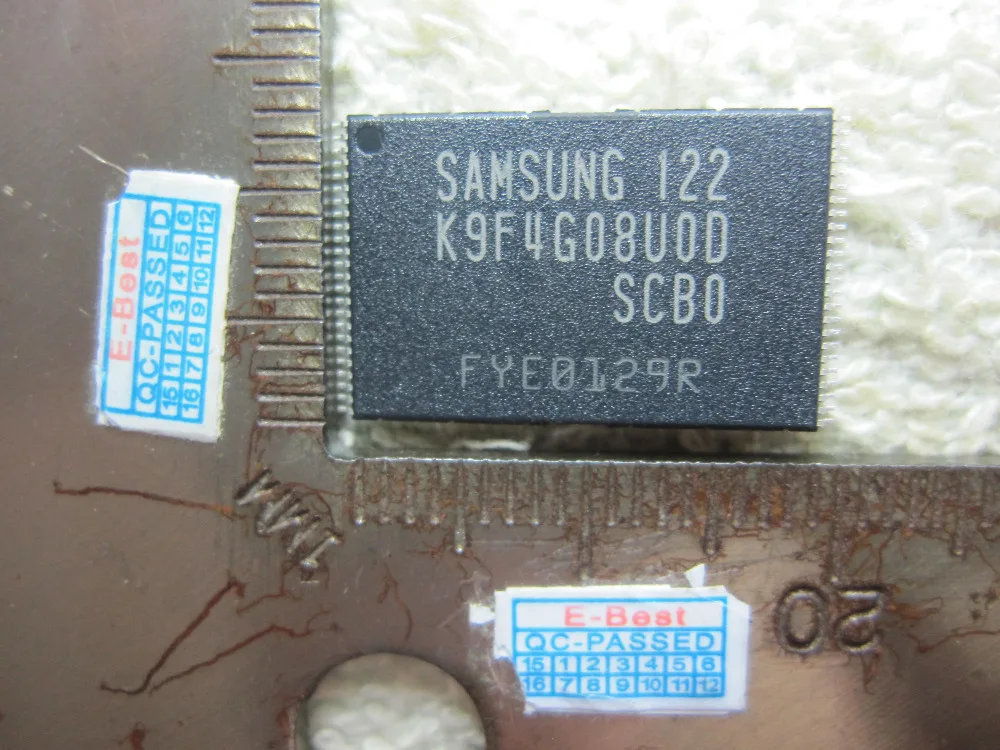 SAMSUNG 122
K9F4G08U0D
SCB0
FYE0129R
E-Best
QC-PASSED
15 1 2 3 4 5 6
16 7 8 9 10 11 12
E-Best
QC-PASSED
15 1 2 3 4 5 6
16 7 8 9 10 11 12
20